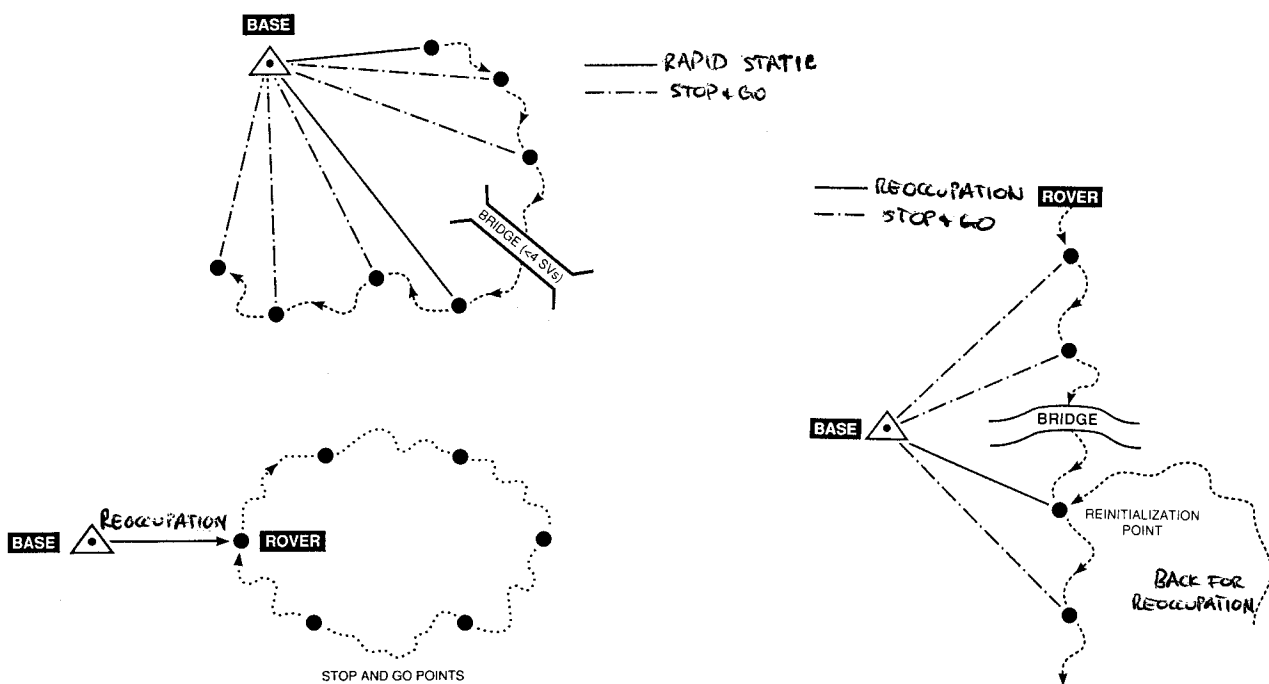 BASE
RAPID STATIC
STOP & GO
BRIDGE (<4 SVs)
REOCCUPATION
ROVER
STOP & GO
BASE
BRIDGE
REINITIALIZATION
POINT
BACK FOR
REOCCUPATION
REOCCUPATION
BASE
ROVER
STOP AND GO POINTS